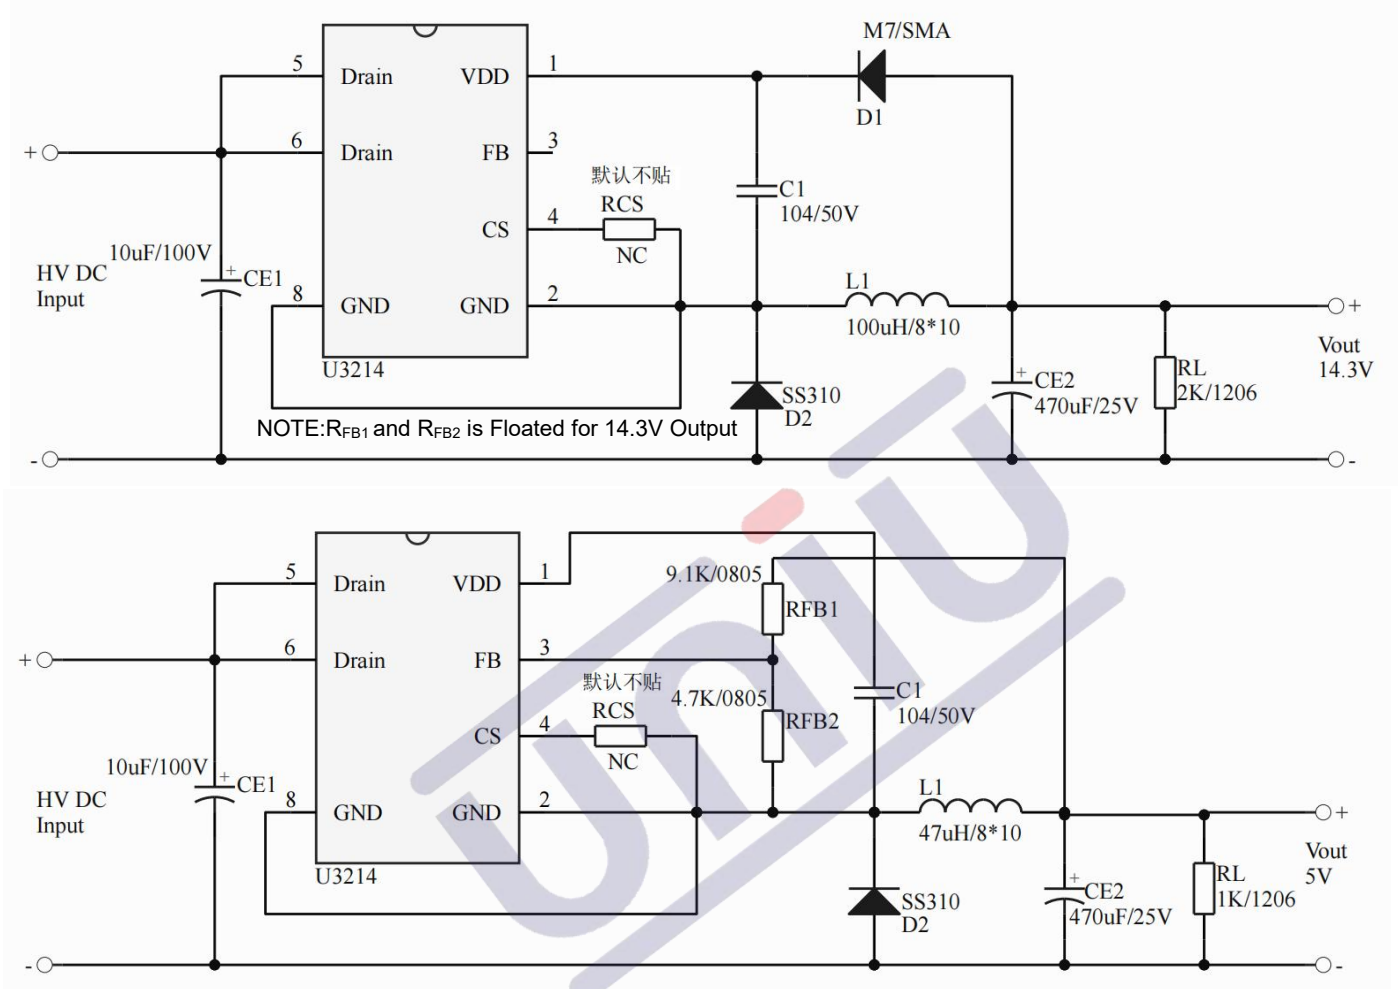 M7/SMA
D1
5
Drain
VDD
1
6
Drain
FB
3
默认不贴
RCS
CS
4
NC
C1
104/50V
+
10uF/100V
+
CE1
HV DC
Input
8
GND
GND
2
L1
100uH/8*10
+
Vout
14.3V
U3214
SS310
D2
+
CE2
470uF/25V
RL
2K/1206
NOTE:RFB1 and RFB2 is Floated for 14.3V Output
-
-
5
Drain
VDD
1
9.1K/0805
RFB1
+
6
Drain
FB
3
默认不贴
RCS
4.7K/0805
RFB2
C1
104/50V
CS
4
NC
10uF/100V
+
CE1
HV DC
Input
8
GND
GND
2
L1
47uH/8*10
+
Vout
5V
U3214
SS310
D2
+
CE2
470uF/25V
RL
1K/1206
-
-
uniu